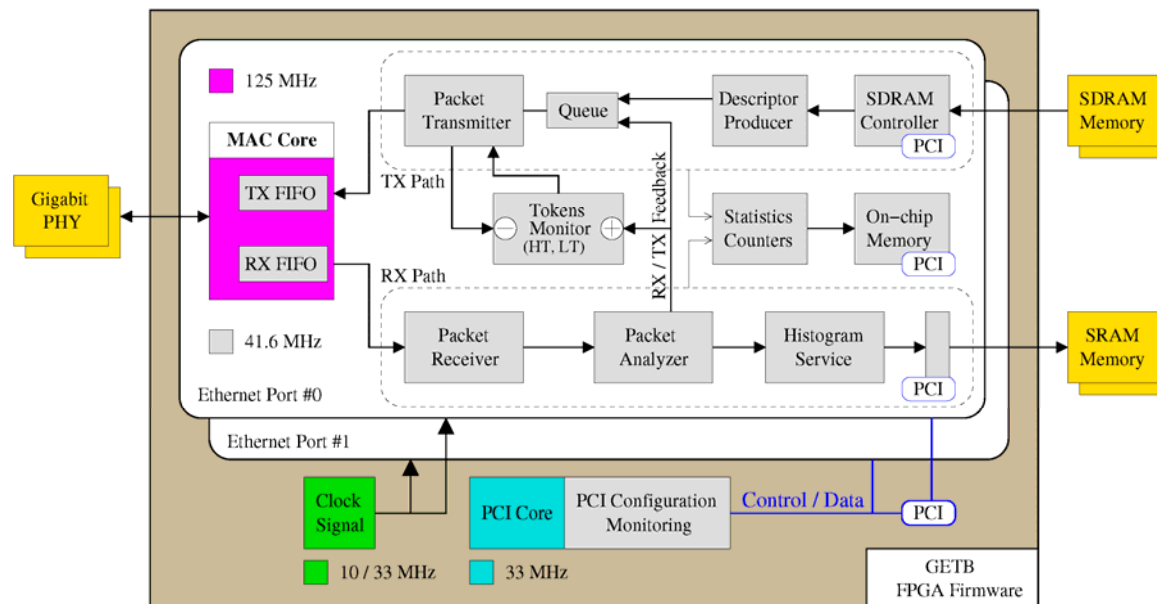 125 MHz
MAC Core
TX FIFO
RX FIFO
41.6 MHz
Gigabit
PHY
Packet
Transmitter
Queue
Descriptor
Producer
SDRAM
Controller
PCI
SDRAM
Memory
TX Path
Tokens
Monitor
(HT, LT)
−
+
RX / TX Feedback
Statistics
Counters
On−chip
Memory
PCI
RX Path
Packet
Receiver
Packet
Analyzer
Histogram
Service
PCI
SRAM
Memory
Ethernet Port #0
Ethernet Port #1
Clock
Signal
10 / 33 MHz
PCI Core
33 MHz
PCI Configuration
Monitoring
Control / Data
PCI
GETB
FPGA Firmware